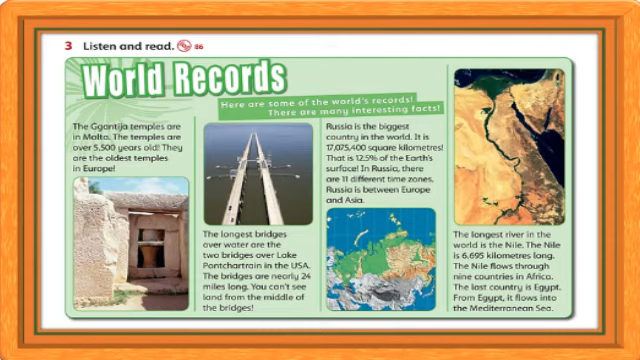 3 Listen and read. 86
World Records
Here are some of the world's records!
There are many interesting facts!
The Ggantija temples are
in Malta. The temples are
over 5,500 years old! They
are the oldest temples
in Europe!
The longest bridges
over water are the
two bridges over Lake
Pontchartrain in the USA.
The bridges are nearly 24
miles long. You can't see
land from the middle of
the bridges!
Russia is the biggest
country in the world. It is
17,075,400 square kilometres!
That is 12.5% of the Earth's
surface! In Russia, there
are 11 different time zones.
Russia is between Europe
and Asia.
The longest river in the
world is the Nile. The Nile
is 6,695 kilometres long.
The Nile flows through
nine countries in Africa.
The last country is Egypt.
From Egypt, it flows into
the Mediterranean Sea.